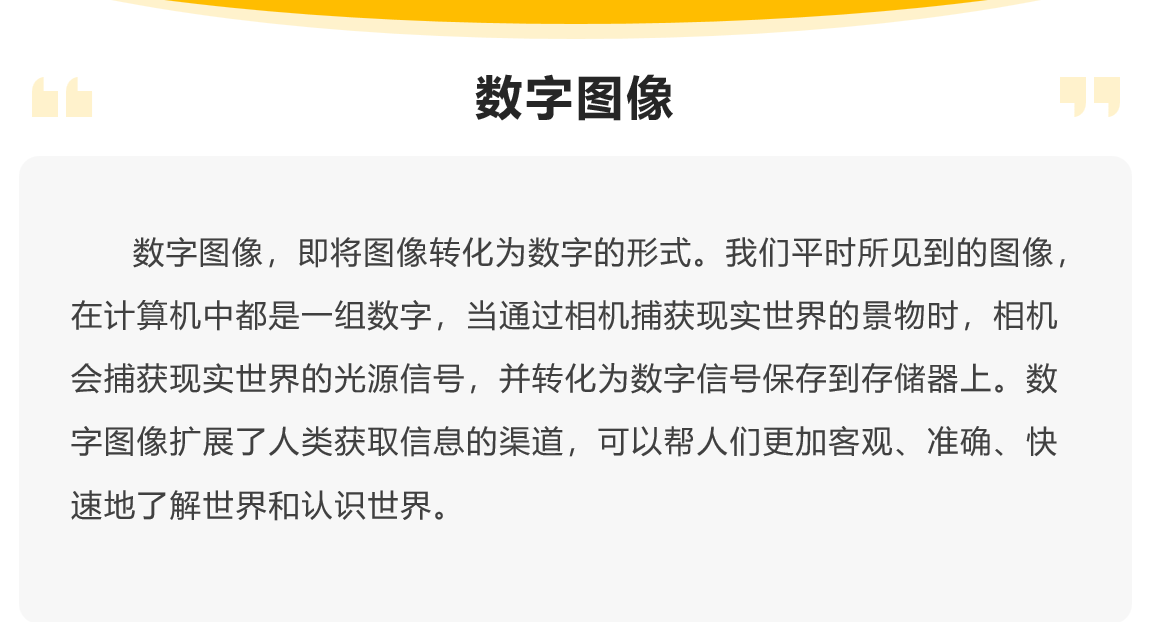 数字图像
数字图像，即将图像转化为数字的形式。我们平时所见到的图像，
在计算机中都是一组数字，当通过相机捕获现实世界的景物时，相机
会捕获现实世界的光源信号，并转化为数字信号保存到存储器上。数
字图像扩展了人类获取信息的渠道，可以帮人们更加客观、准确、快
速地了解世界和认识世界。